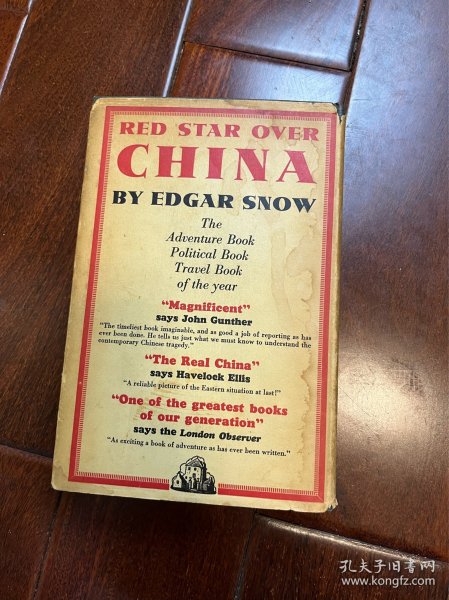 RED STAR OVER
CHINA
BY EDGAR SNOW
The
Adventure Book
Political Book
Travel Book
of the year
"Magnificent"
says John Gunther
"The timeliest book imaginable, and as good a job of reporting as has
ever been done. He tells us just what we must know to understand the
contemporary Chinese tragedy."
"The Real China"
says Havelock Ellis
"A reliable picture of the Eastern situation at last!"
"One of the greatest books
of our generation"
says the London Observer
"As exciting a book of adventure as has ever been written."
孔夫子旧书网
www.kongfz.com